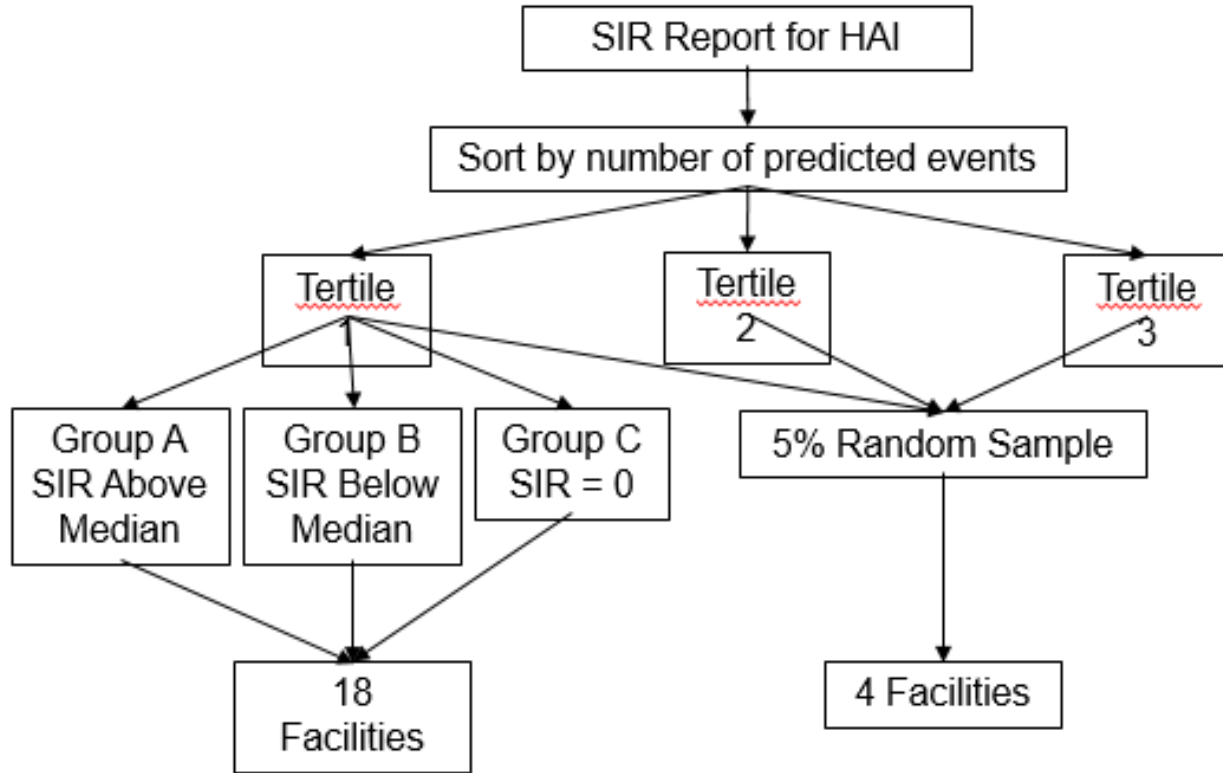 SIR Report for HAI
Sort by number of predicted events
Tertile
1
Tertile
2
Tertile
3
Group A
SIR Above
Median
Group B
SIR Below
Median
Group C
SIR = 0
5% Random Sample
18
Facilities
4 Facilities